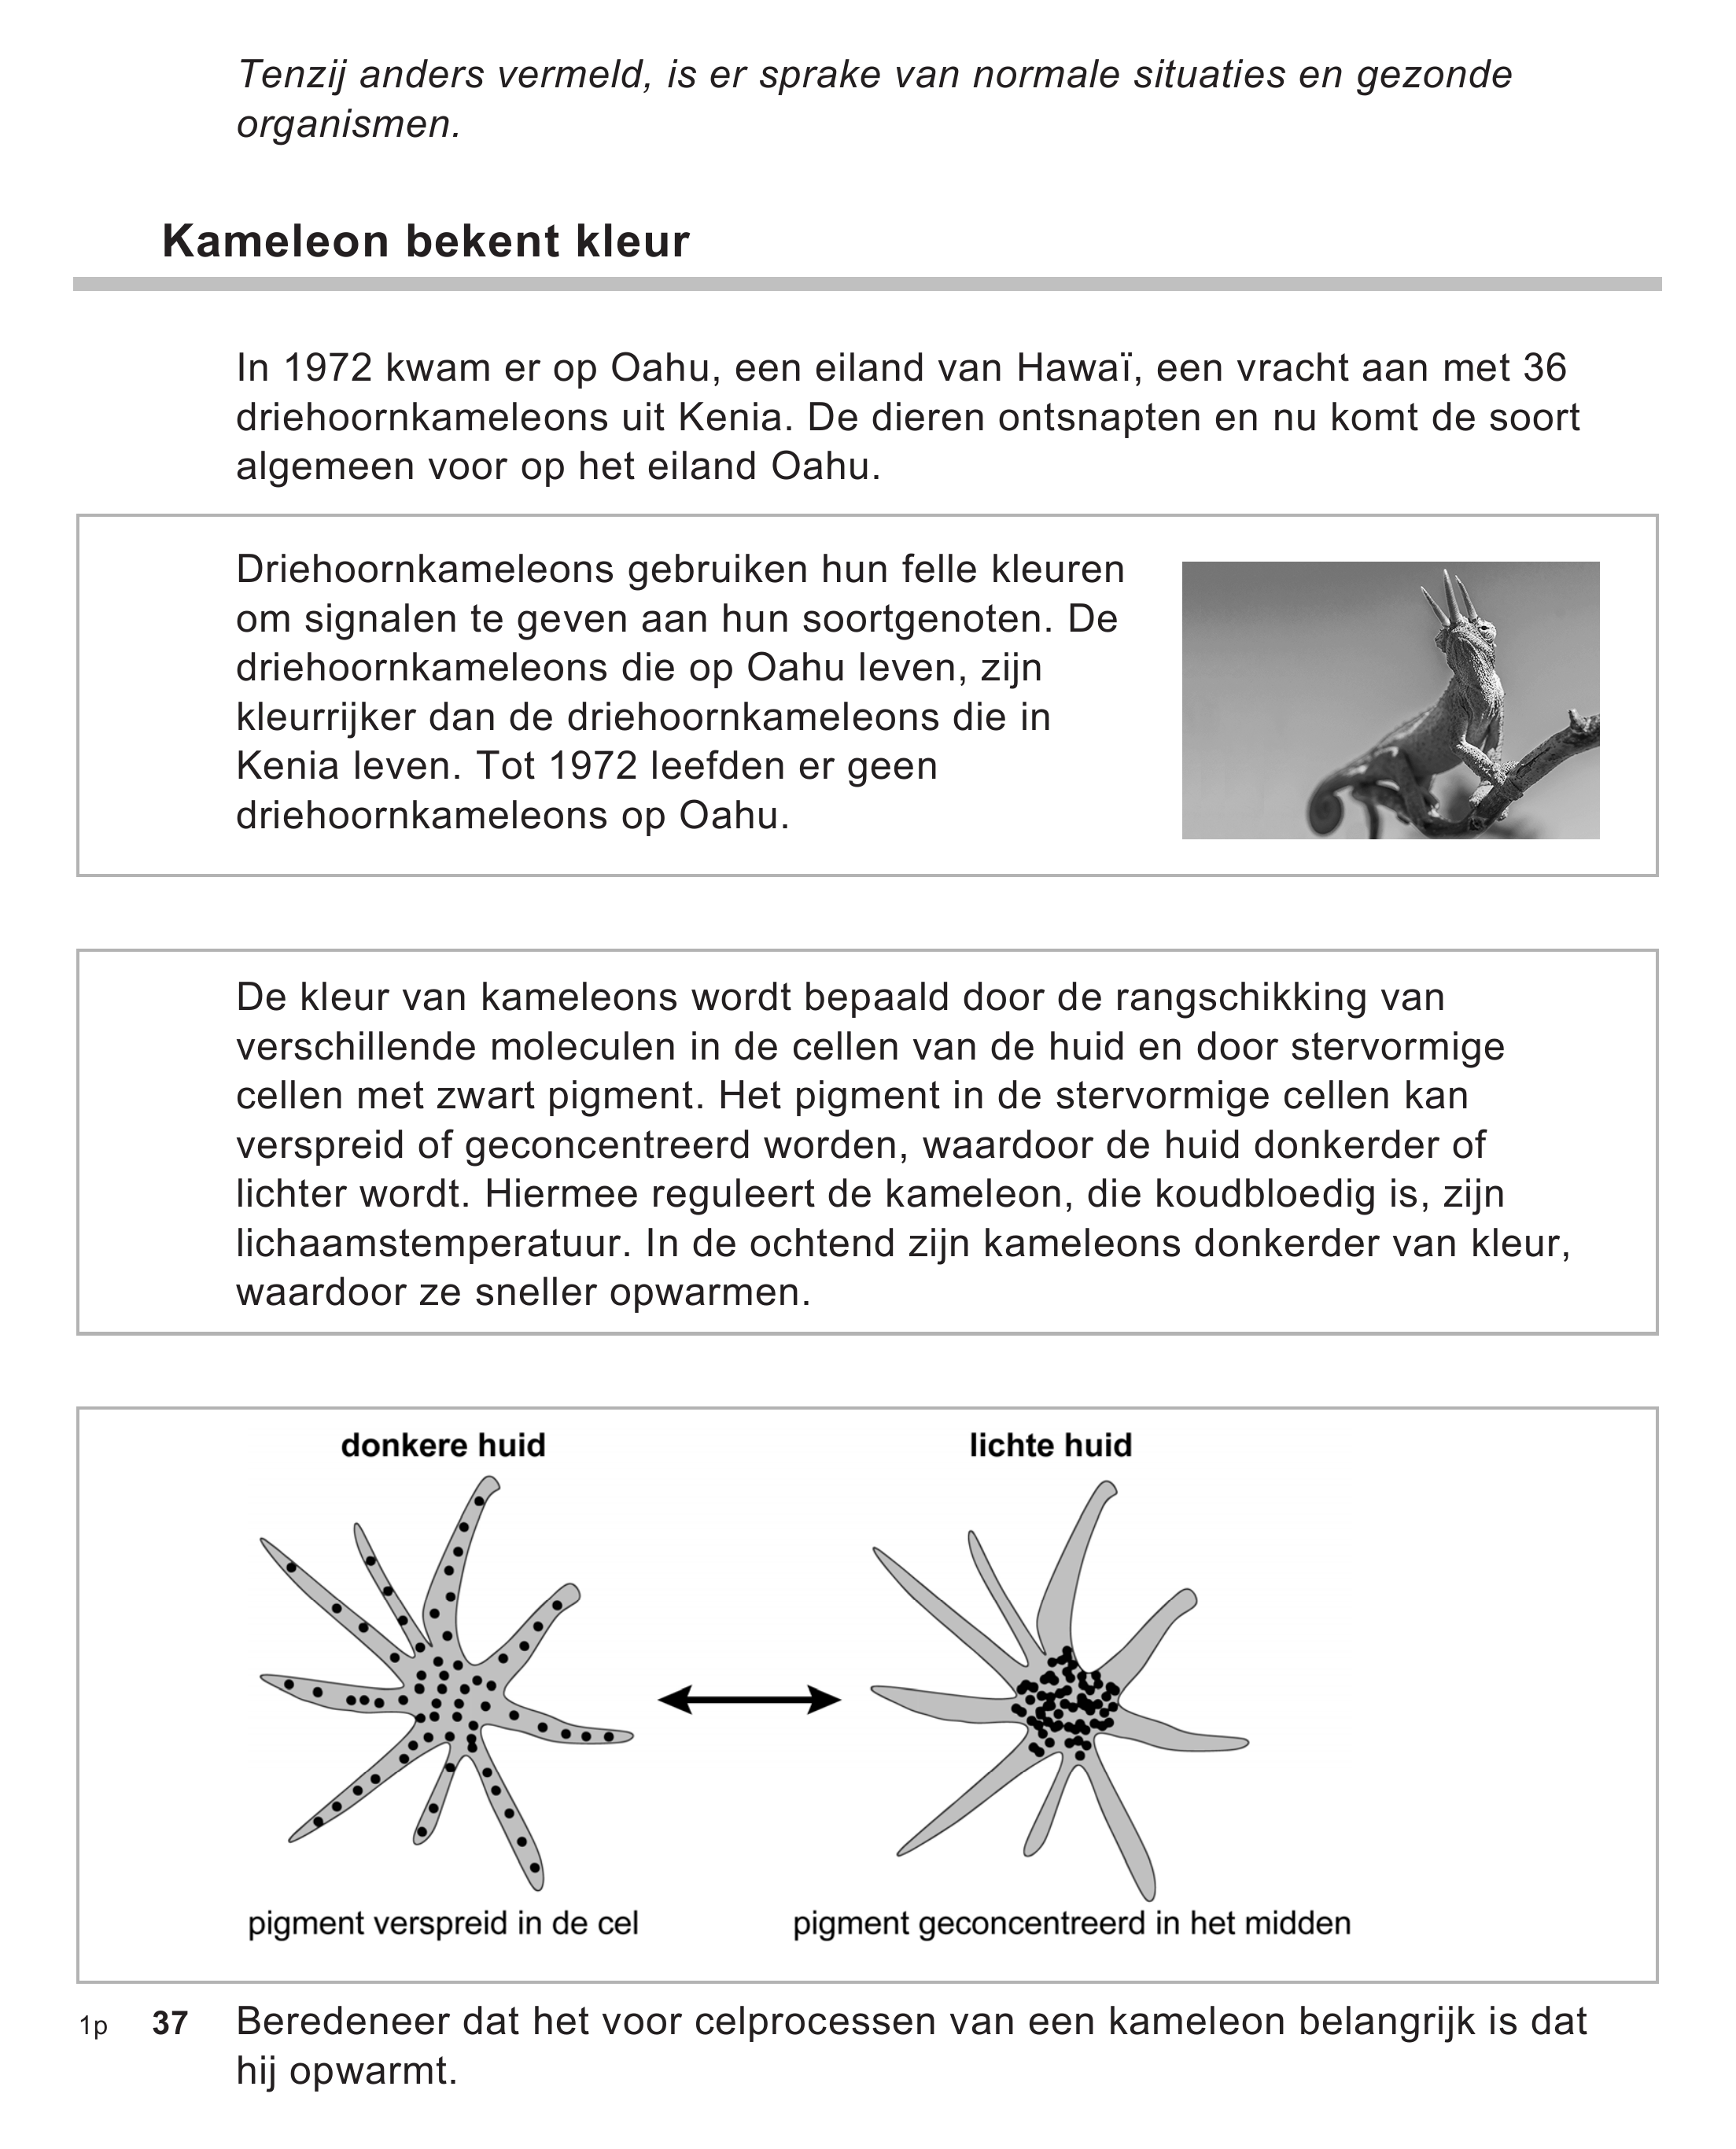 Tenzij anders vermeld, is er sprake van normale situaties en gezonde
organismen.
Kameleon bekent kleur
In 1972 kwam er op Oahu, een eiland van Hawaï, een vracht aan met 36
driehoornkameleons uit Kenia. De dieren ontsnapten en nu komt de soort
algemeen voor op het eiland Oahu.
Driehoornkameleons gebruiken hun felle kleuren
om signalen te geven aan hun soortgenoten. De
driehoornkameleons die op Oahu leven, zijn
kleurrijker dan de driehoornkameleons die in
Kenia leven. Tot 1972 leefden er geen
driehoornkameleons op Oahu.
De kleur van kameleons wordt bepaald door de rangschikking van
verschillende moleculen in de cellen van de huid en door stervormige
cellen met zwart pigment. Het pigment in de stervormige cellen kan
verspreid of geconcentreerd worden, waardoor de huid donkerder of
lichter wordt. Hiermee reguleert de kameleon, die koudbloedig is, zijn
lichaamstemperatuur. In de ochtend zijn kameleons donkerder van kleur,
waardoor ze sneller opwarmen.
donkere huid
lichte huid
pigment verspreid in de cel
pigment geconcentreerd in het midden
1p 37 Beredeneer dat het voor celprocessen van een kameleon belangrijk is dat
hij opwarmt.